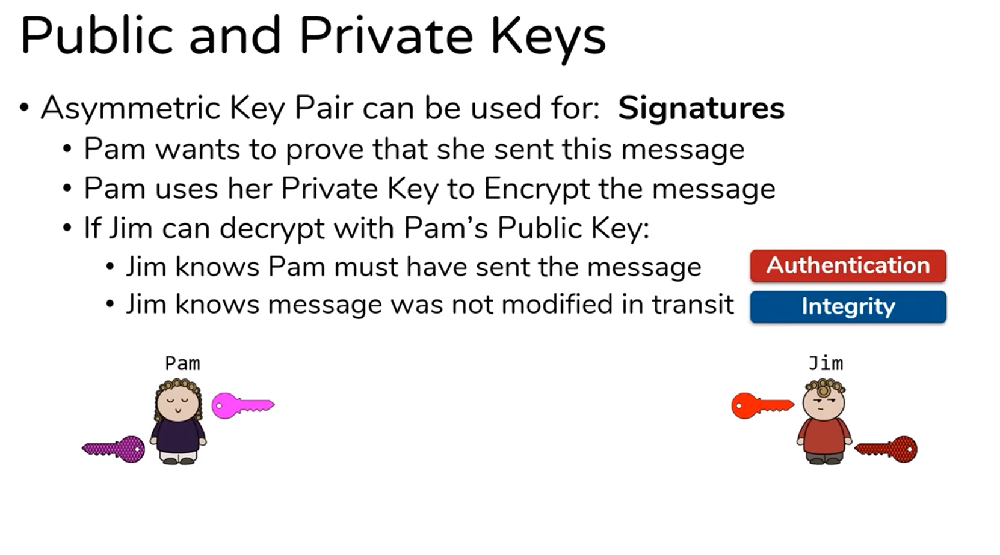 Public and Private Keys
• Asymmetric Key Pair can be used for: Signatures
• Pam wants to prove that she sent this message
• Pam uses her Private Key to Encrypt the message
• If Jim can decrypt with Pam’s Public Key:
• Jim knows Pam must have sent the message
Authentication
• Jim knows message was not modified in transit
Integrity
Pam
Jim